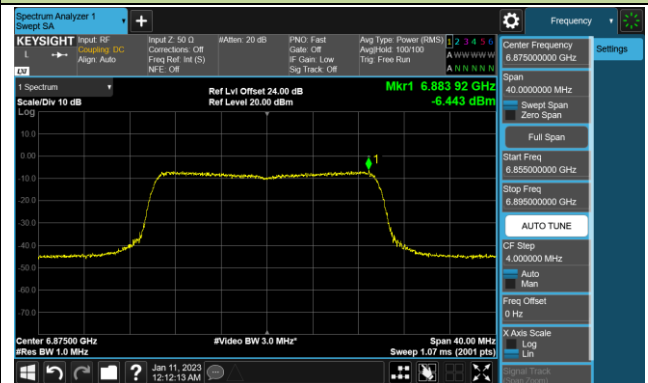 Spectrum Analyzer 1
Swept SA
Frequency
KEYSIGHT
Input: RF
Coupling: DC
Align: Auto
Input Z: 50 Ω
Corrections: Off
Freq Ref: Int (S)
NFE: Off
#Atten: 20 dB
PNO: Fast
Gate: Off
IF Gain: Low
Sig Track: Off
Avg Type: Power (RMS)
Avg|Hold: 100/100
Trig: Free Run
1 2 3 4 5 6
A W W W W W
A N N N N N
L
LXI
1 Spectrum
Scale/Div 10 dB
Log
Ref Lvl Offset 24.00 dB
Ref Level 20.00 dBm
Mkr1 6.883 92 GHz
-6.443 dBm
1
10.0
0.00
-10.0
-20.0
-30.0
-40.0
-50.0
-60.0
-70.0
Center 6.87500 GHz
#Res BW 1.0 MHz
#Video BW 3.0 MHz*
Span 40.00 MHz
Sweep 1.07 ms (2001 pts)
Jan 11, 2023
12:12:13 AM
Center Frequency
6.875000000 GHz
Settings
Span
40.0000000 MHz
Swept Span
Zero Span
Full Span
Start Freq
6.855000000 GHz
Stop Freq
6.895000000 GHz
AUTO TUNE
CF Step
4.000000 MHz
Auto
Man
Freq Offset
0 Hz
X Axis Scale
Log
Lin
Signal Track
(Span Zoom)